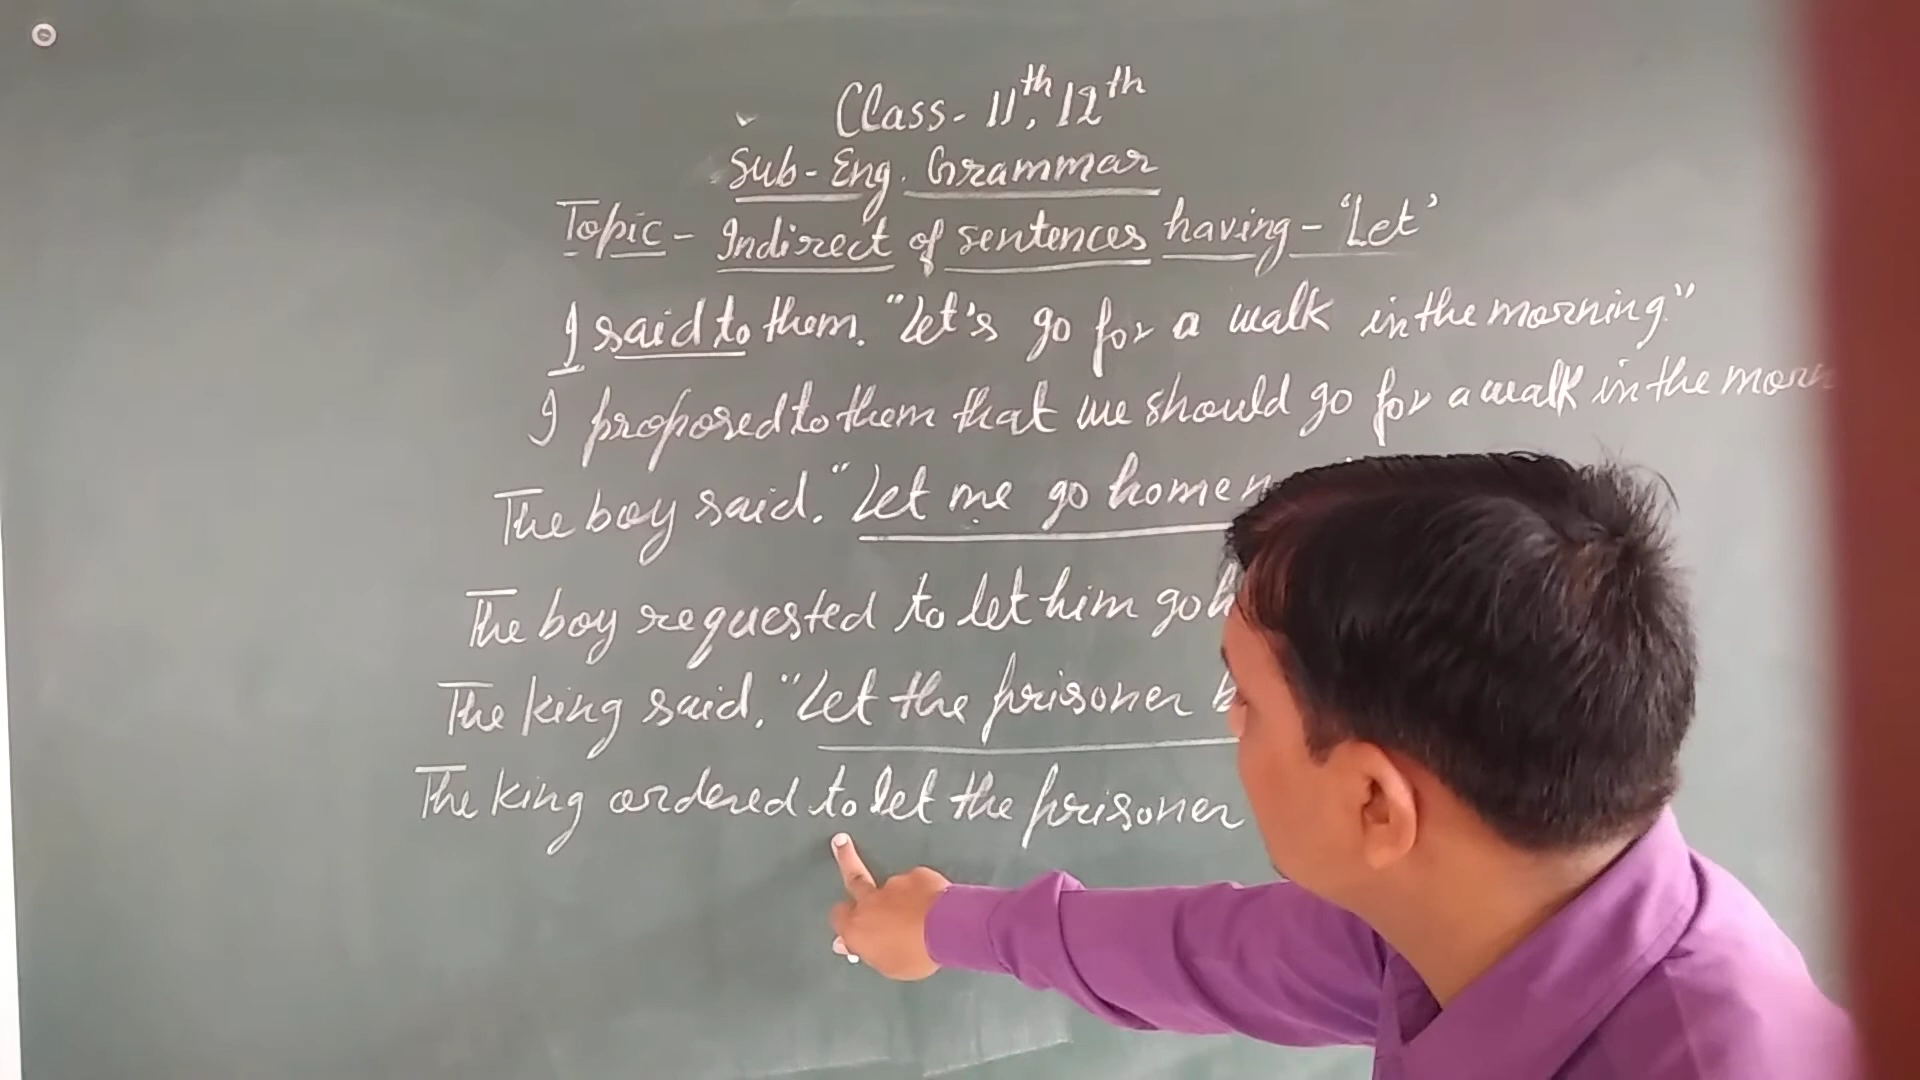 Class- 11th, 12th
Sub- Eng. Grammar
Topic- Indirect of sentences having- 'Let'
I said to them. "Let's go for a walk in the morning."
I proposed to them that we should go for a walk in the morn
The boy said. "Let me go home
The boy requested to let him go
The king said. "Let the prisoner
The king ordered to let the prisoner